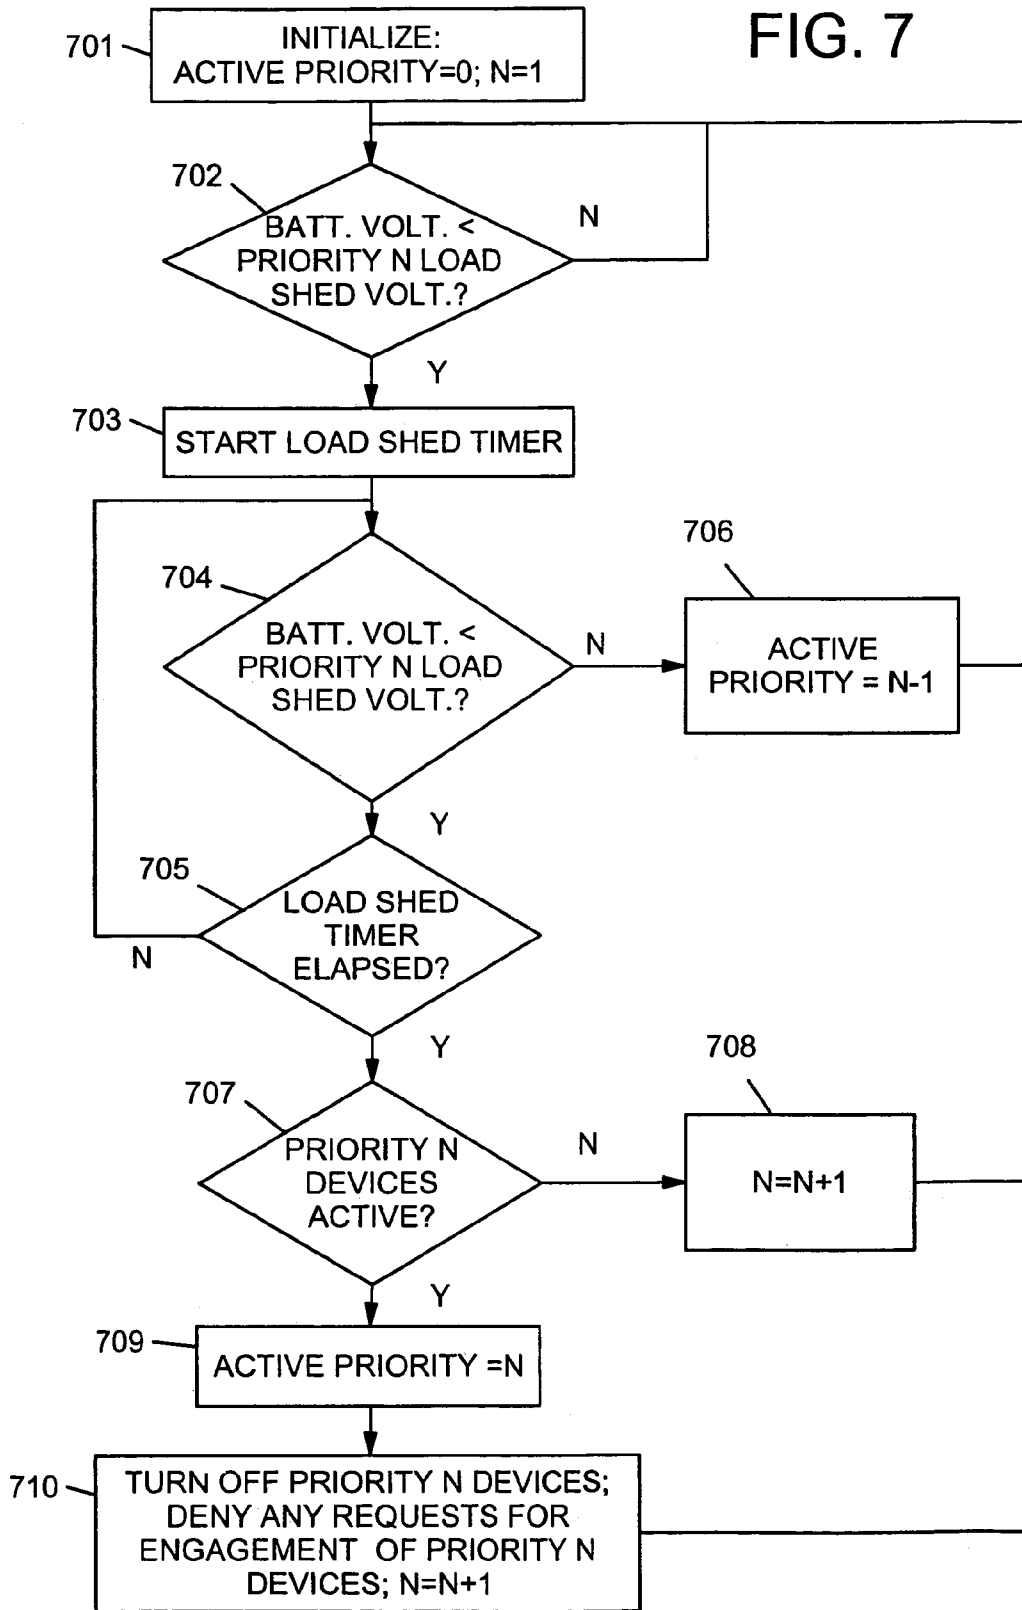 FIG. 7
701
INITIALIZE:
ACTIVE PRIORITY=0; N=1
702
BATT. VOLT. <
PRIORITY N LOAD
SHED VOLT.?
N
Y
703
START LOAD SHED TIMER
704
BATT. VOLT. <
PRIORITY N LOAD
SHED VOLT.?
N
706
ACTIVE
PRIORITY = N-1
Y
705
LOAD SHED
TIMER
ELAPSED?
N
Y
707
PRIORITY N
DEVICES
ACTIVE?
N
708
N=N+1
Y
709
ACTIVE PRIORITY =N
710
TURN OFF PRIORITY N DEVICES;
DENY ANY REQUESTS FOR
ENGAGEMENT OF PRIORITY N
DEVICES; N=N+1